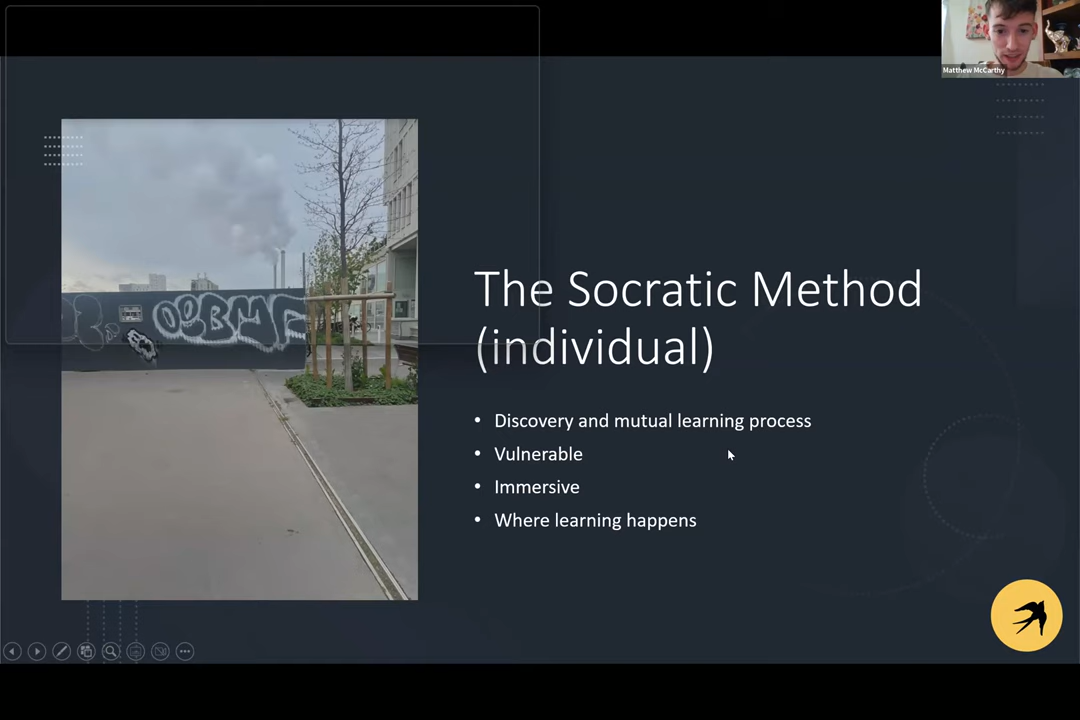 Matthew McCarthy
The Socratic Method
(individual)
• Discovery and mutual learning process
• Vulnerable
• Immersive
• Where learning happens